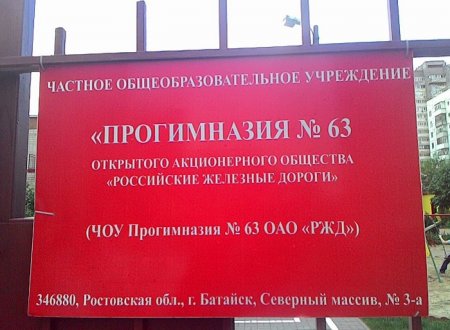 ЧАСТНОЕ ОБЩЕОБРАЗОВАТЕЛЬНОЕ УЧРЕЖДЕНИЕ
«ПРОГИМНАЗИЯ № 63
ОТКРЫТОГО АКЦИОНЕРНОГО ОБЩЕСТВА
«РОССИЙСКИЕ ЖЕЛЕЗНЫЕ ДОРОГИ»
(ЧОУ Прогимназия № 63 ОАО «РЖД»)
346880, Ростовская обл., г. Батайск, Северный массив, № 3-а